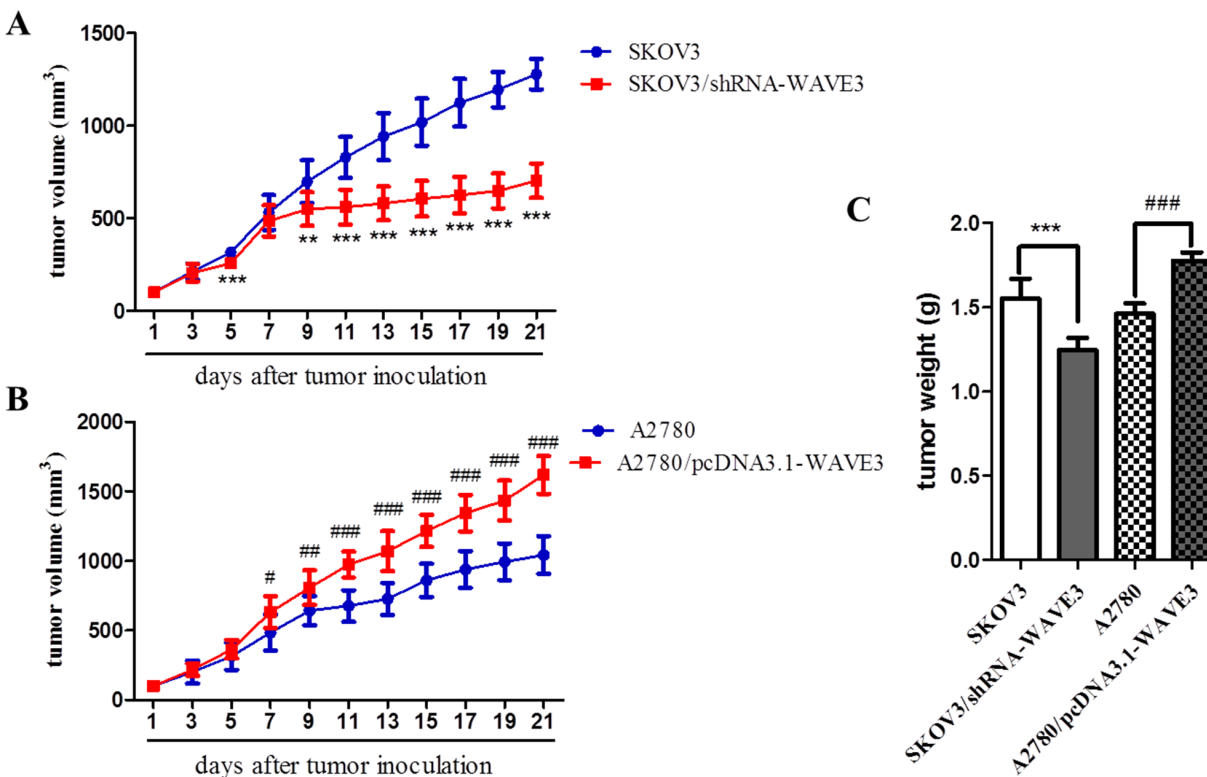 A
tumor volume (mm3)
1500
1000
500
0
1 3 5 7 9 11 13 15 17 19 21
days after tumor inoculation
SKOV3
SKOV3/shRNA-WAVE3
*** ** *** *** *** *** *** ***
B
tumor volume (mm3)
2000
1500
1000
500
0
1 3 5 7 9 11 13 15 17 19 21
days after tumor inoculation
A2780
A2780/pcDNA3.1-WAVE3
# ## ### ### ### ### ### ###
C
tumor weight (g)
2.0
1.5
1.0
0.5
0.0
*** ###
SKOV3
SKOV3/shRNA-WAVE3
A2780
A2780/pcDNA3.1-WAVE3